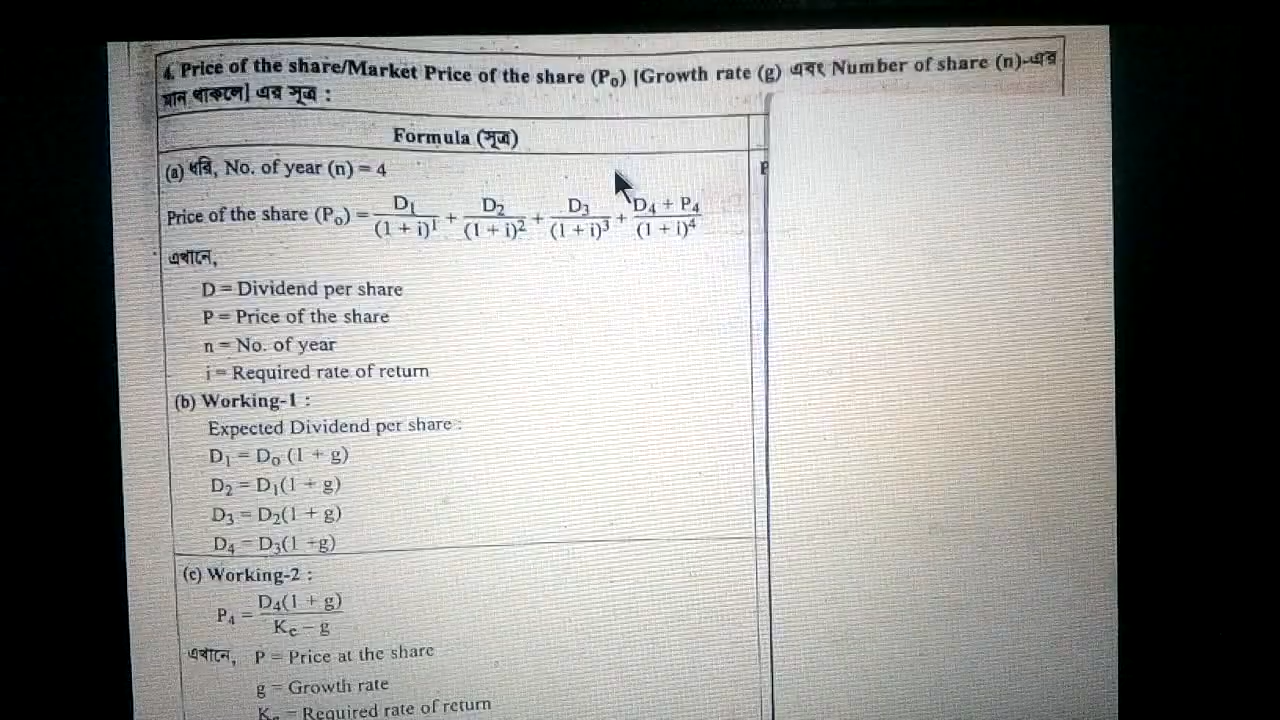 4. Price of the share/Market Price of the share (P₀) [Growth rate (g) এবং Number of share (n)-এর
মান থাকলে] এর সূত্র :
Formula (সূত্র)
(a) ধরি, No. of year (n) = 4
Price of the share (P₀) = D₁/(1 + i)¹ + D₂/(1 + i)² + D₃/(1 + i)³ + D₄ + P₄/(1 + i)⁴
এখানে,
D = Dividend per share
P = Price of the share
n = No. of year
i = Required rate of return
(b) Working-1 :
Expected Dividend per share :
D₁ = D₀ (1 + g)
D₂ = D₁(1 + g)
D₃ = D₂(1 + g)
D₄ = D₃(1 +g)
(c) Working-2 :
P₄ = D₄(1 + g)/Kₑ – g
এখানে, P = Price at the share
g = Growth rate
Kₑ = Required rate of return